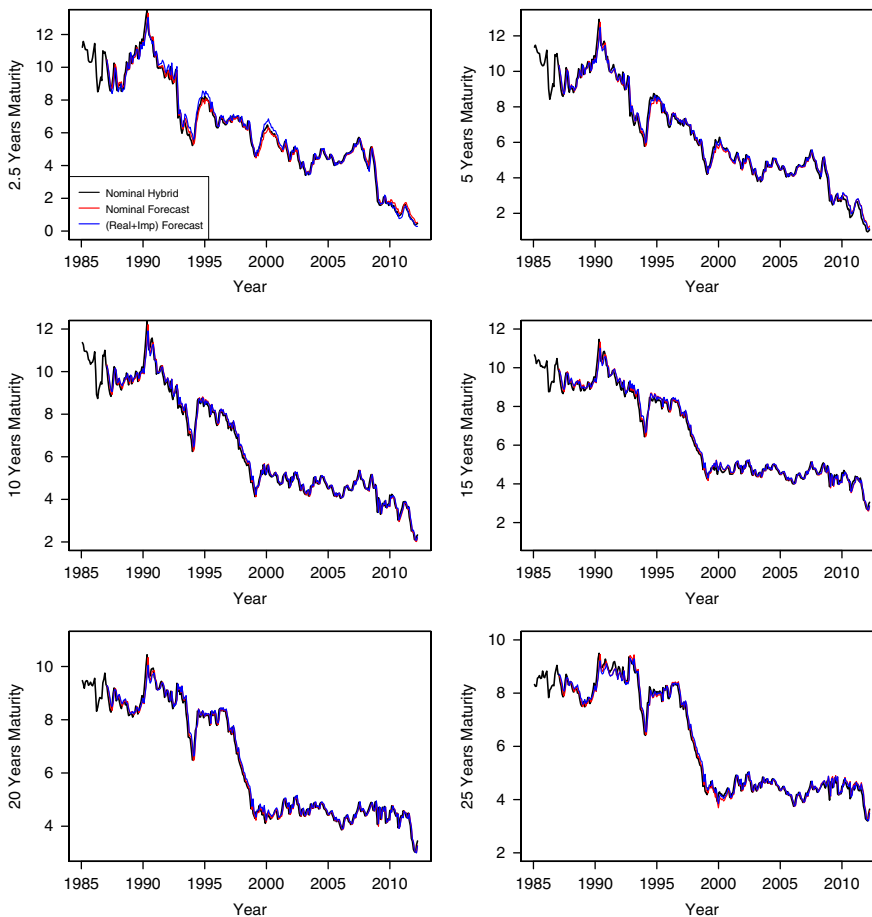 2.5 Years Maturity
12
10
8
6
4
2
0
Nominal Hybrid
Nominal Forecast
(Real+Imp) Forecast
1985 1990 1995 2000 2005 2010
Year
5 Years Maturity
12
10
8
6
4
2
1985 1990 1995 2000 2005 2010
Year
10 Years Maturity
12
10
8
6
4
2
1985 1990 1995 2000 2005 2010
Year
15 Years Maturity
12
10
8
6
4
2
1985 1990 1995 2000 2005 2010
Year
20 Years Maturity
10
8
6
4
1985 1990 1995 2000 2005 2010
Year
25 Years Maturity
10
8
6
4
2
1985 1990 1995 2000 2005 2010
Year